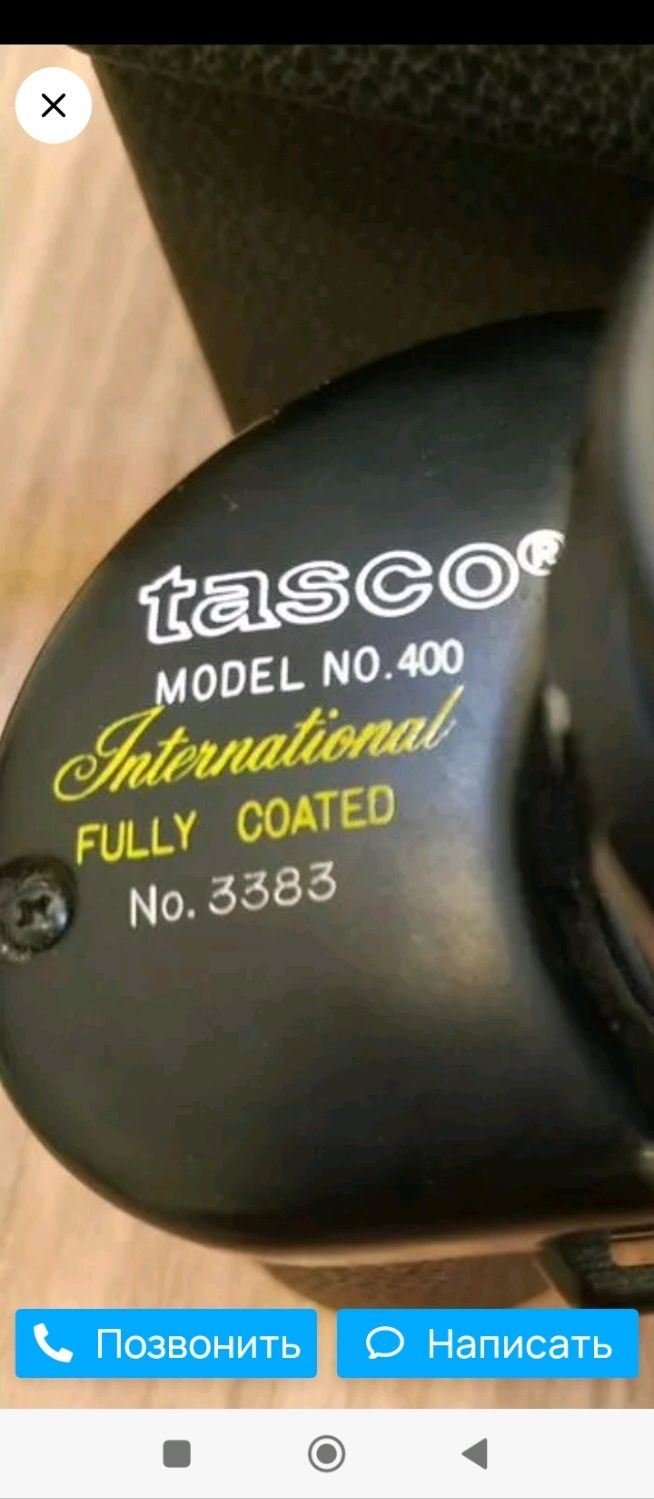 tasco®
MODEL NO.400
International
FULLY COATED
No. 3383
Позвонить
Написать